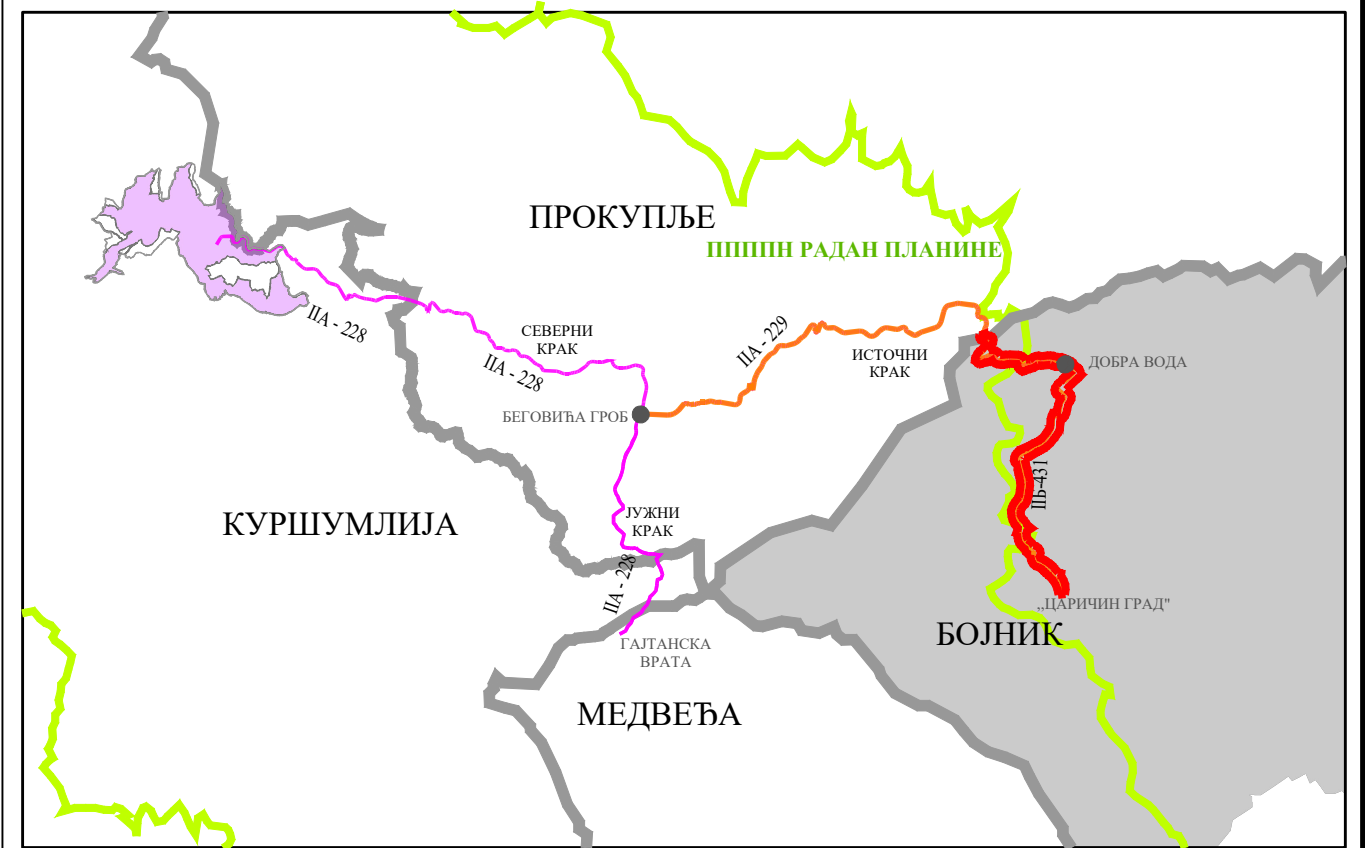 ПРОКУПЉЕ
ПППППН РАДАН ПЛАНИНЕ
IIА - 228
СЕВЕРНИ
КРАК
IIА - 229
ИСТОЧНИ
КРАК
IIА - 228
ДОБРА ВОДА
БЕГОВИЋА ГРОБ
IIБ-431
КУРШУМЛИЈА
ЈУЖНИ
КРАК
IIА - 228
„ЦАРИЧИН ГРАД"
БОЈНИК
ГАЈТАНСКА
ВРАТА
МЕДВЕЂА